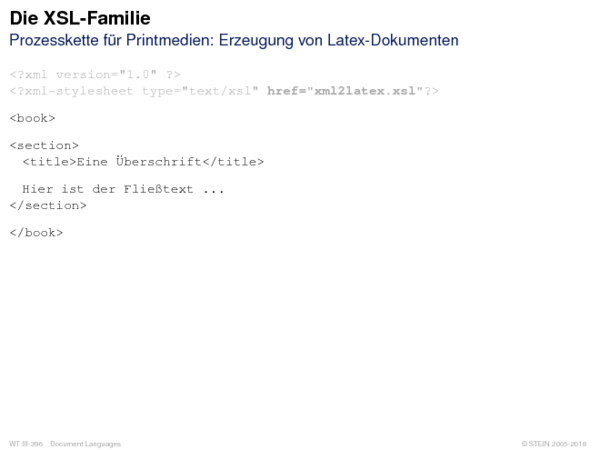 Die XSL-Familie
Prozesskette für Printmedien: Erzeugung von Latex-Dokumenten
<?xml version="1.0" ?>
<?xml-stylesheet type="text/xsl" href="xml2latex.xsl"?>
<book>
<section>
<title>Eine Überschrift</title>
Hier ist der Fließtext ...
</section>
</book>
WT:III-396 Document Languages
© STEIN 2005-2018